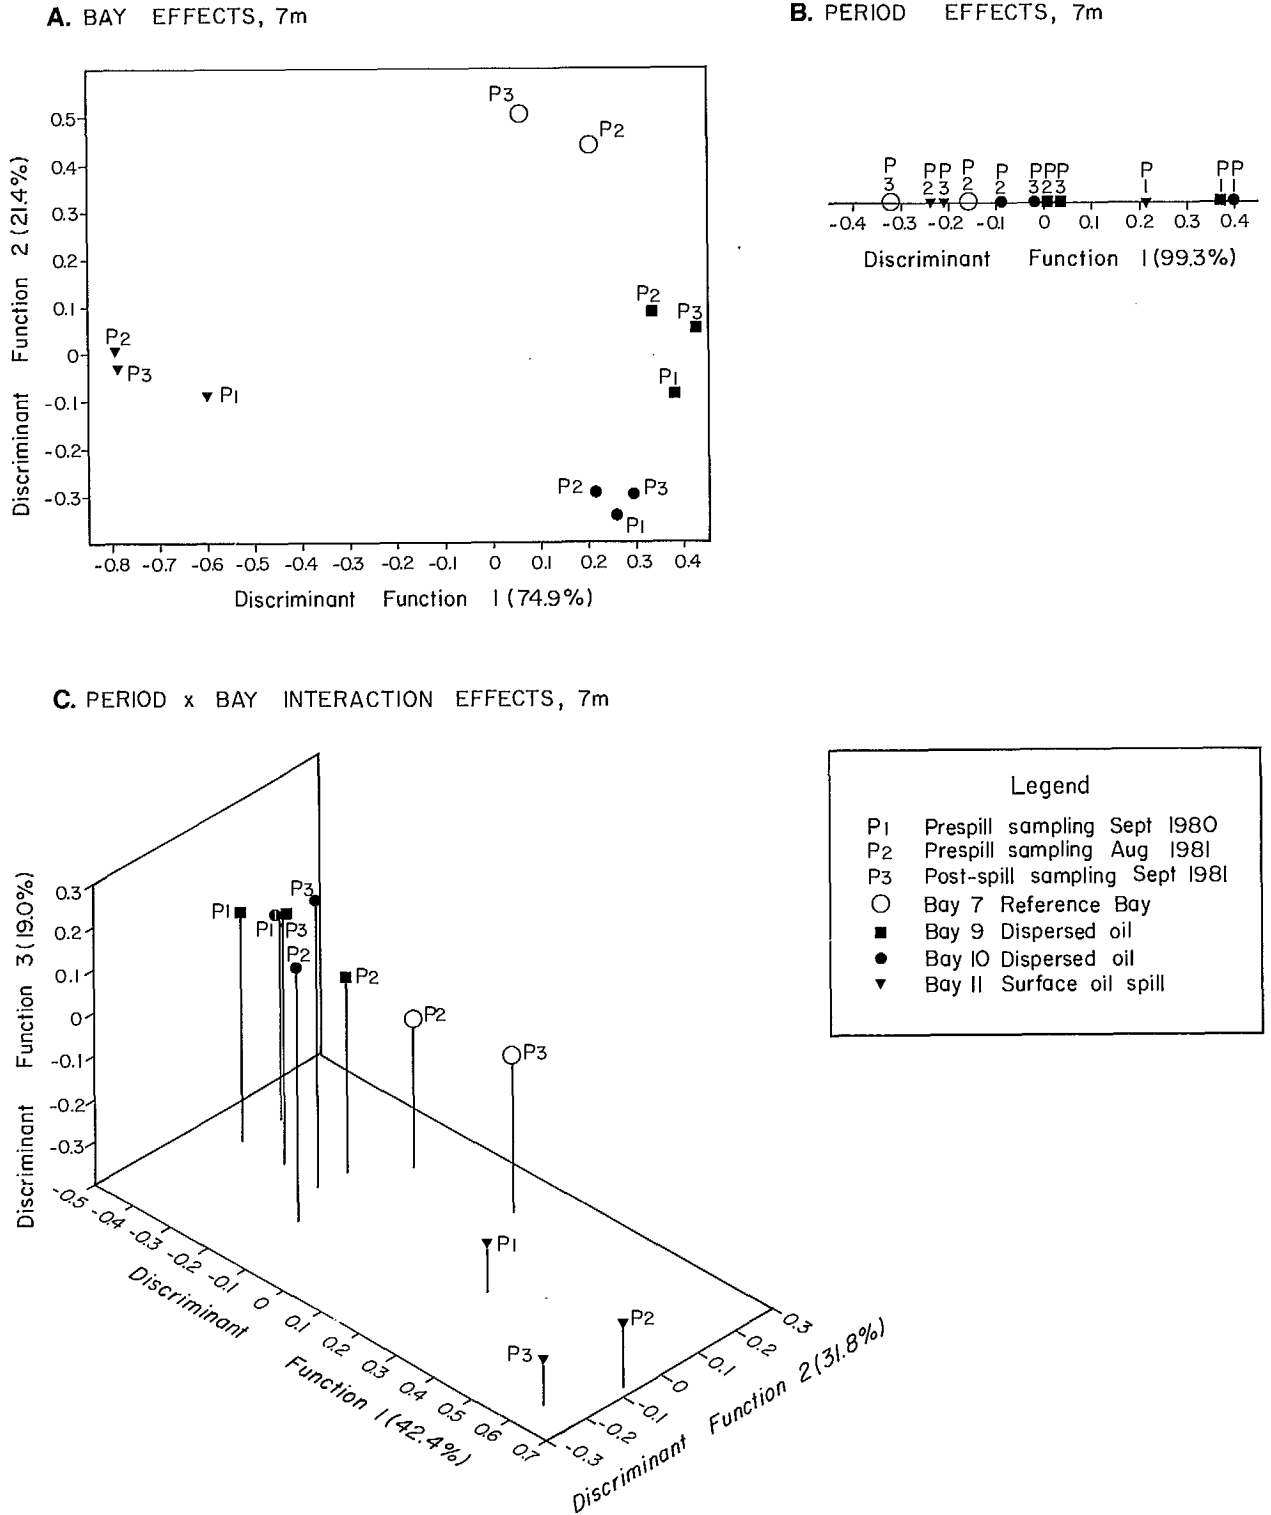 A. BAY EFFECTS, 7m
P3
P2
P2
P3
P1
P2
P3
P1
P2
P3
P1
0.5
0.4
0.3
0.2
0.1
0
-0.1
-0.2
-0.3
Discriminant Function 2 (21.4%)
-0.8 -0.7 -0.6 -0.5 -0.4 -0.3 -0.2 -0.1 0 0.1 0.2 0.3 0.4
Discriminant Function 1 (74.9%)
B. PERIOD EFFECTS, 7m
P P P P P P P P P P P
3 2 3 2 2 3 2 3 1 1 1
-0.4 -0.3 -0.2 -0.1 0 0.1 0.2 0.3 0.4
Discriminant Function 1 (99.3%)
C. PERIOD x BAY INTERACTION EFFECTS, 7m
0.3
0.2
0.1
0
-0.1
-0.2
-0.3
Discriminant Function 3 (19.0%)
P3
P1
P1
P3
P2
P2
P2
P3
P1
P2
P3
-0.5 -0.4 -0.3 -0.2 -0.1 0 0.1 0.2 0.3 0.4 0.5 0.6 0.7
Discriminant Function 1 (42.4%)
0.3
0.2
0.1
0
-0.1
-0.2
-0.3
Discriminant Function 2 (31.8%)
Legend
P1 Prespill sampling Sept 1980
P2 Prespill sampling Aug 1981
P3 Post-spill sampling Sept 1981
Bay 7 Reference Bay
Bay 9 Dispersed oil
Bay 10 Dispersed oil
Bay 11 Surface oil spill